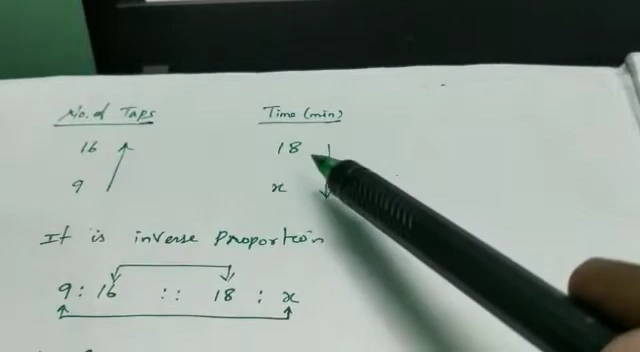 No. of Taps Time (min)
16 18
9 x
It is inverse proportion
9 : 16 :: 18 : x